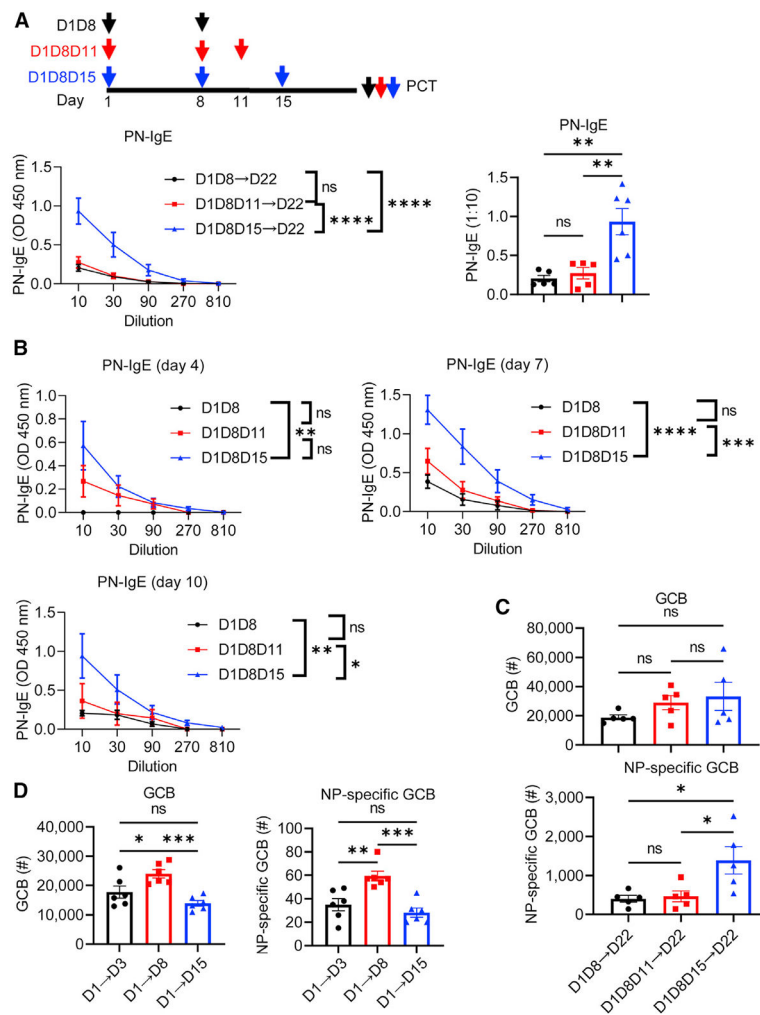 A
D1D8
D1D8D11
D1D8D15
PCT
Day 1 8 11 15
PN-IgE
PN-IgE (OD 450 nm)
1.5
1.0
0.5
0.0
10 30 90 270 810
Dilution
D1D8→D22
D1D8D11→D22
D1D8D15→D22
ns
****
****
PN-IgE
PN-IgE (1:10)
1.5
1.0
0.5
0.0
**
**
ns
B
PN-IgE (day 4)
PN-IgE (OD 450 nm)
1.0
0.8
0.6
0.4
0.2
0.0
10 30 90 270 810
Dilution
D1D8
D1D8D11
D1D8D15
ns
**
ns
PN-IgE (day 7)
PN-IgE (OD 450 nm)
1.5
1.0
0.5
0.0
10 30 90 270 810
Dilution
D1D8
D1D8D11
D1D8D15
ns
****
***
PN-IgE (day 10)
PN-IgE (OD 450 nm)
1.5
1.0
0.5
0.0
10 30 90 270 810
Dilution
D1D8
D1D8D11
D1D8D15
ns
**
*
C
GCB
ns
ns
ns
GCB (#)
80,000
60,000
40,000
20,000
0
NP-specific GCB
*
*
ns
NP-specific GCB (#)
3,000
2,000
1,000
0
D1D8→D22
D1D8D11→D22
D1D8D15→D22
D
GCB
ns
* ***
GCB (#)
40,000
30,000
20,000
10,000
0
D1→D3
D1→D8
D1→D15
NP-specific GCB
ns
***
**
NP-specific GCB (#)
100
80
60
40
20
0
D1→D3
D1→D8
D1→D15